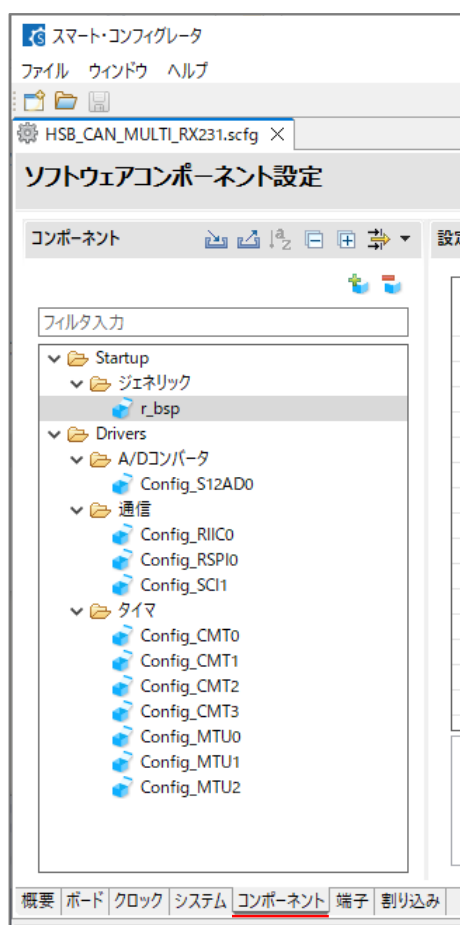 スマート・コンフィグレータ
ファイル ウィンドウ ヘルプ
HSB_CAN_MULTI_RX231.scfg
ソフトウェアコンポーネント設定
コンポーネント
フィルタ入力
Startup
ジェネリック
r_bsp
Drivers
A/Dコンバータ
Config_S12AD0
通信
Config_RIIC0
Config_RSPI0
Config_SCI1
タイマ
Config_CMT0
Config_CMT1
Config_CMT2
Config_CMT3
Config_MTU0
Config_MTU1
Config_MTU2
概要 ボード クロック システム コンポーネント 端子 割り込み